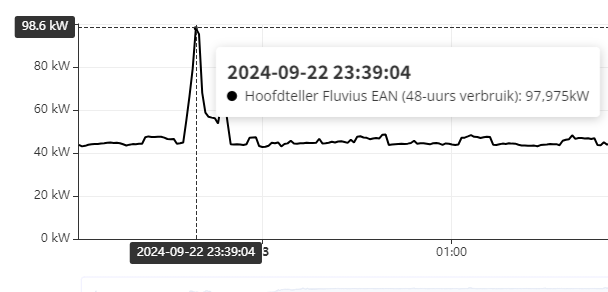 98.6 kW
80 kW
60 kW
40 kW
20 kW
0 kW
2024-09-22 23:39:04
Hoofdteller Fluvius EAN (48-uurs verbruik): 97,975kW
2024-09-22 23:39:04
3
01:00